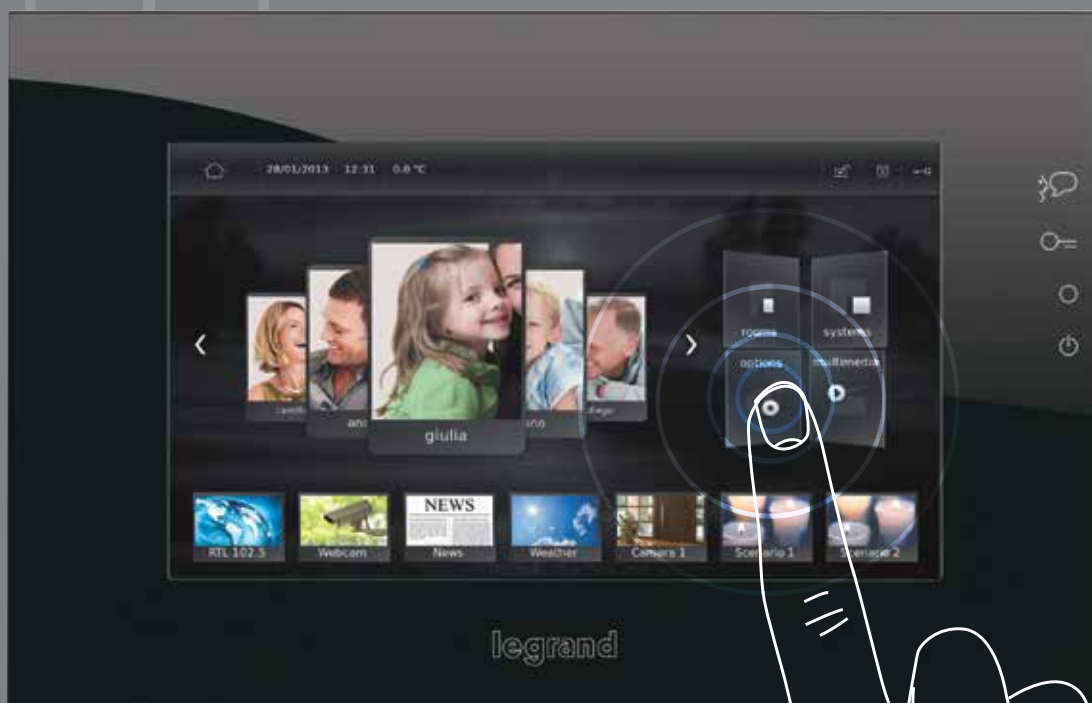 28/01/2013 12:31 0.0 °C
rooms systems
options multimedia
giulia
NEWS
RTL 102.5 Webcam News Weather Camera 1 Scenario 1 Scenario 2
legrand